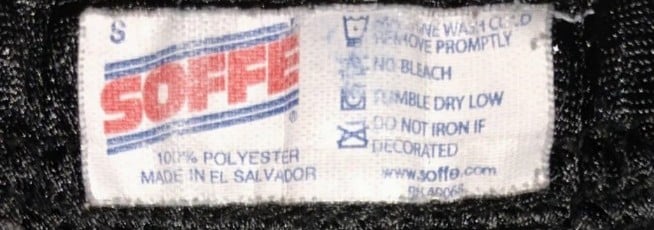 S
SOFFE
®
100% POLYESTER
MADE IN EL SALVADOR
WASH COLD
REMOVE PROMPTLY
NO BLEACH
TUMBLE DRY LOW
DO NOT IRON IF
DECORATED
www.soffe.com